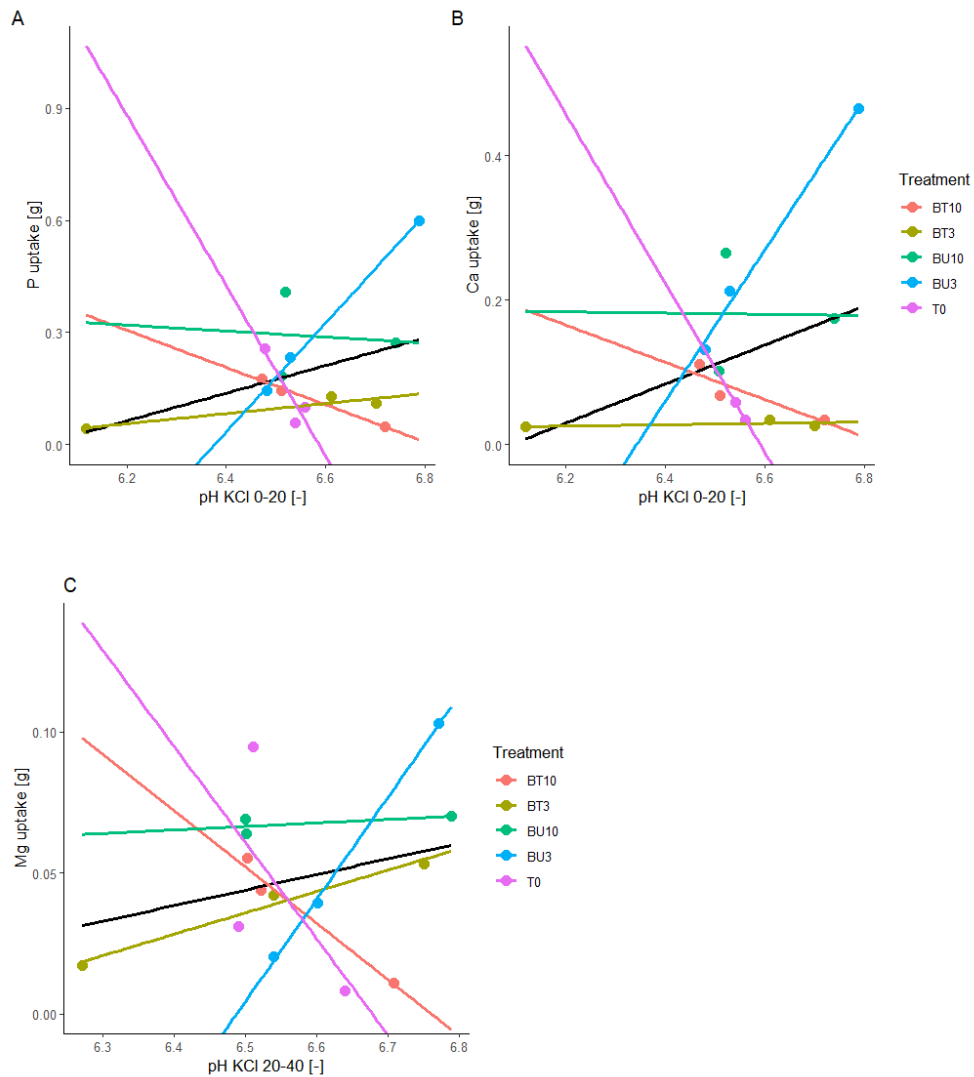 A
B
P uptake [g]
0.9
0.6
0.3
0.0
6.2
6.4
6.6
6.8
pH KCl 0-20 [-]
Ca uptake [g]
0.4
0.2
0.0
6.2
6.4
6.6
6.8
pH KCl 0-20 [-]
Treatment
BT10
BT3
BU10
BU3
T0
C
Mg uptake [g]
0.10
0.05
0.00
6.3
6.4
6.5
6.6
6.7
6.8
pH KCl 20-40 [-]
Treatment
BT10
BT3
BU10
BU3
T0